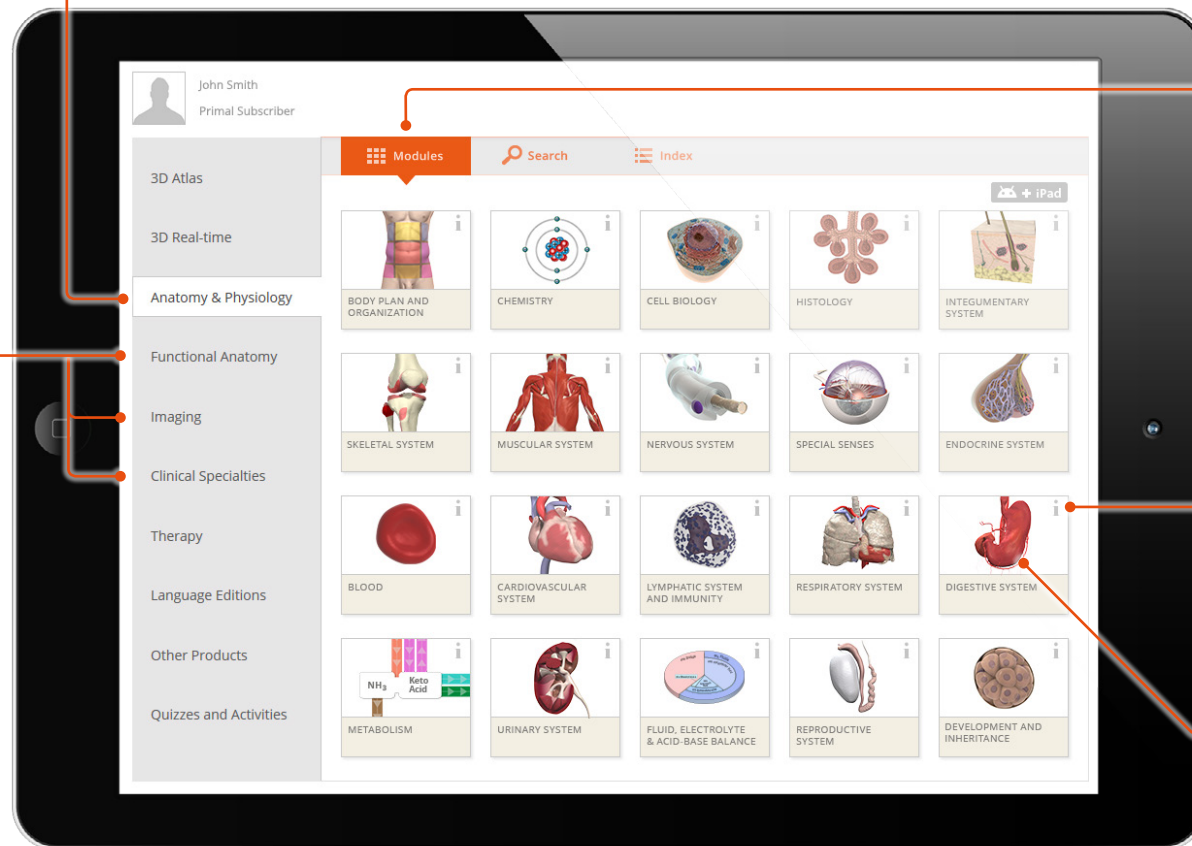 John Smith
Primal Subscriber
Modules
Search
Index
3D Atlas
3D Real-time
Anatomy & Physiology
Functional Anatomy
Imaging
Clinical Specialties
Therapy
Language Editions
Other Products
Quizzes and Activities
+ iPad
BODY PLAN AND
ORGANIZATION
CHEMISTRY
CELL BIOLOGY
HISTOLOGY
INTEGUMENTARY
SYSTEM
SKELETAL SYSTEM
MUSCULAR SYSTEM
NERVOUS SYSTEM
SPECIAL SENSES
ENDOCRINE SYSTEM
BLOOD
CARDIOVASCULAR
SYSTEM
LYMPHATIC SYSTEM
AND IMMUNITY
RESPIRATORY SYSTEM
DIGESTIVE SYSTEM
NH3
Keto
Acid
METABOLISM
URINARY SYSTEM
FLUID, ELECTROLYTE
& ACID-BASE BALANCE
REPRODUCTIVE
SYSTEM
DEVELOPMENT AND
INHERITANCE